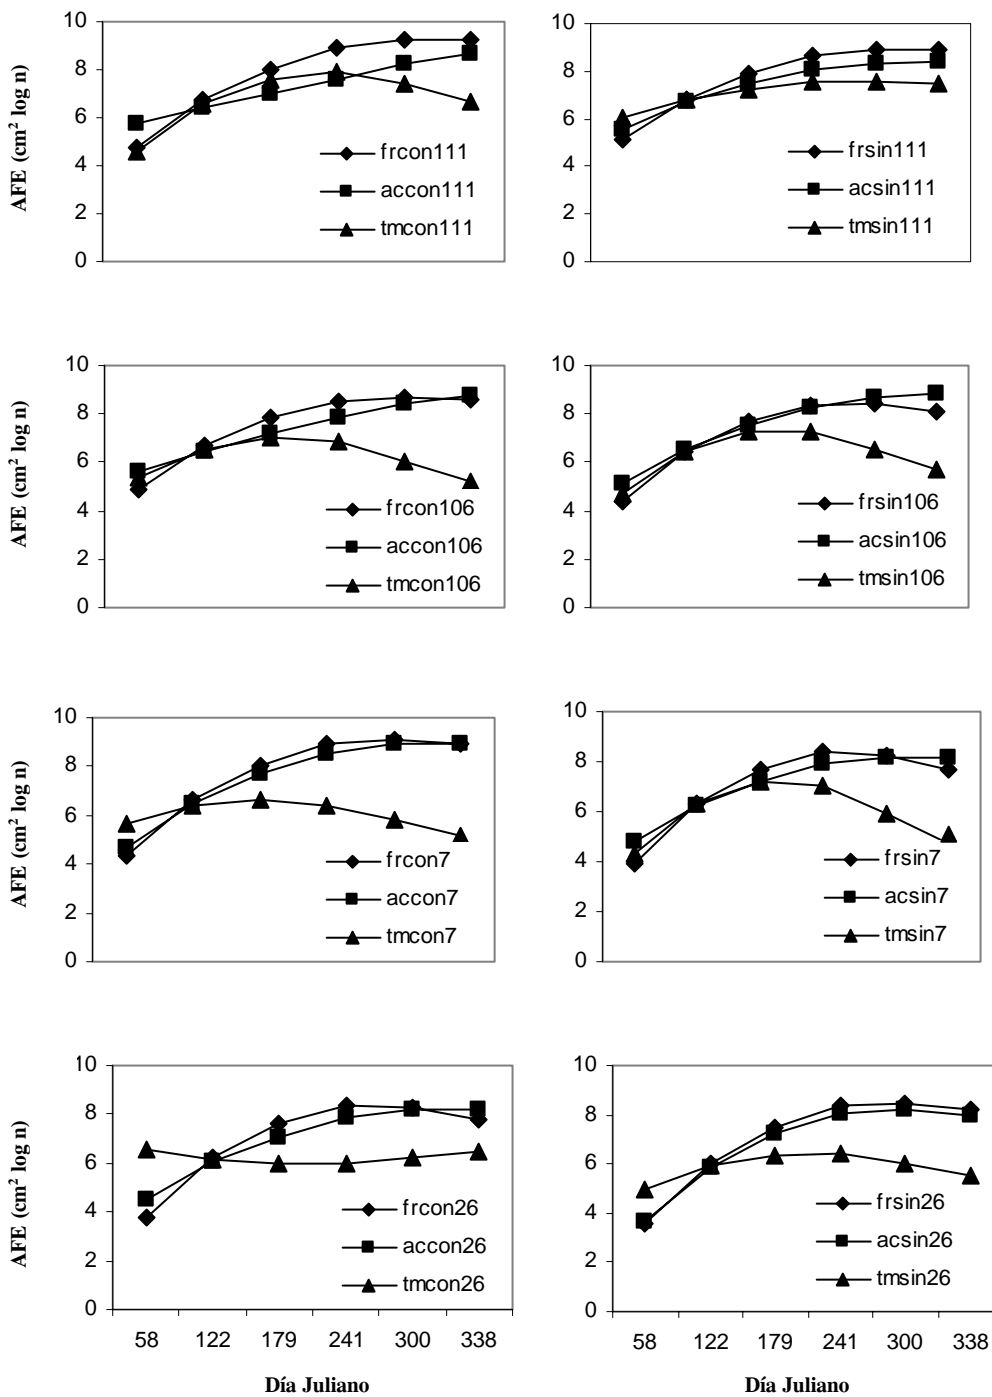 10
8
6
4
2
0
AFE (cm² log n)
frcon111
accon111
tmcon111
10
8
6
4
2
0
frsin111
acsin111
tmsin111
10
8
6
4
2
0
AFE (cm² log n)
frcon106
accon106
tmcon106
10
8
6
4
2
0
frsin106
acsin106
tmsin106
10
8
6
4
2
0
AFE (cm² log n)
frcon7
accon7
tmcon7
10
8
6
4
2
0
frsin7
acsin7
tmsin7
10
8
6
4
2
0
AFE (cm² log n)
frcon26
accon26
tmcon26
58 122 179 241 300 338
Día Juliano
10
8
6
4
2
0
frsin26
acsin26
tmsin26
58 122 179 241 300 338
Día Juliano